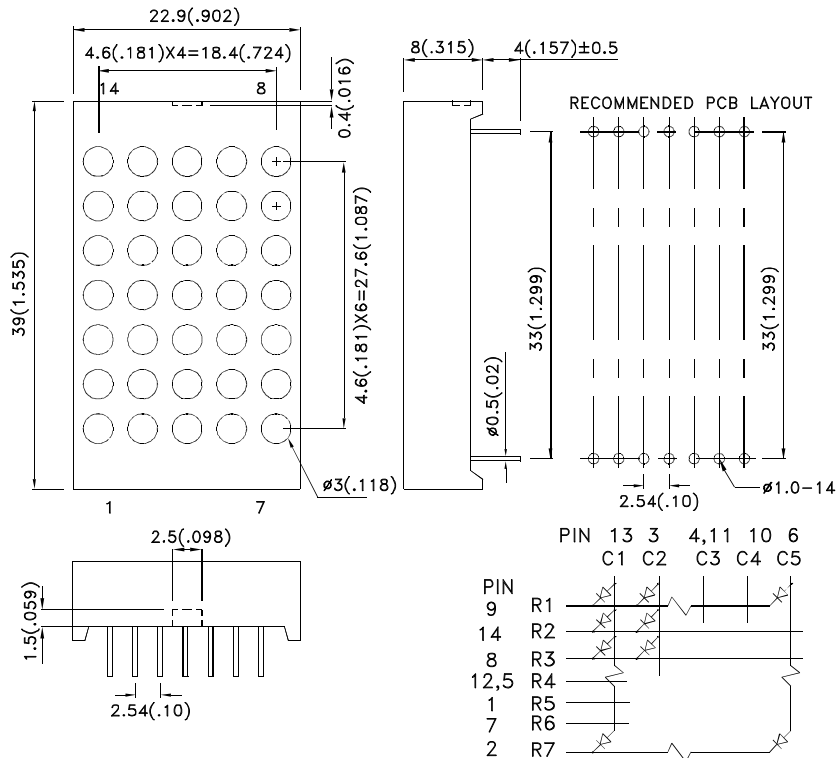 22.9(.902)
4.6(.181)X4=18.4(.724)
14
8
0.4(.016)
39(1.535)
4.6(.181)X6=27.6(1.087)
ø3(.118)
1
7
8(.315)
4(.157)±0.5
33(1.299)
ø0.5(.02)
RECOMMENDED PCB LAYOUT
33(1.299)
2.54(.10)
ø1.0-14
2.5(.098)
1.5(.059)
2.54(.10)
PIN 13 3 4,11 10 6
C1 C2 C3 C4 C5
PIN
9 R1
14 R2
8 R3
12,5 R4
1 R5
7 R6
2 R7